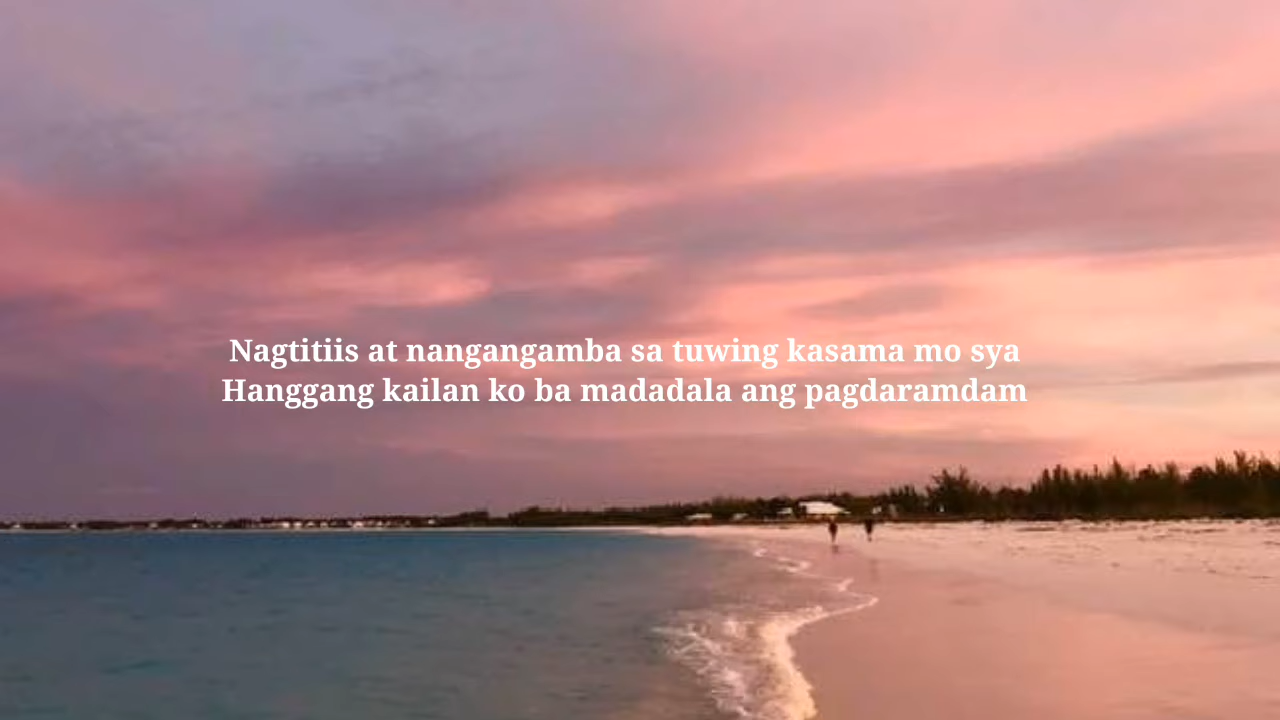 Nagtitiis at nangangamba sa tuwing kasama mo sya
Hanggang kailan ko ba madadala ang pagdaramdam